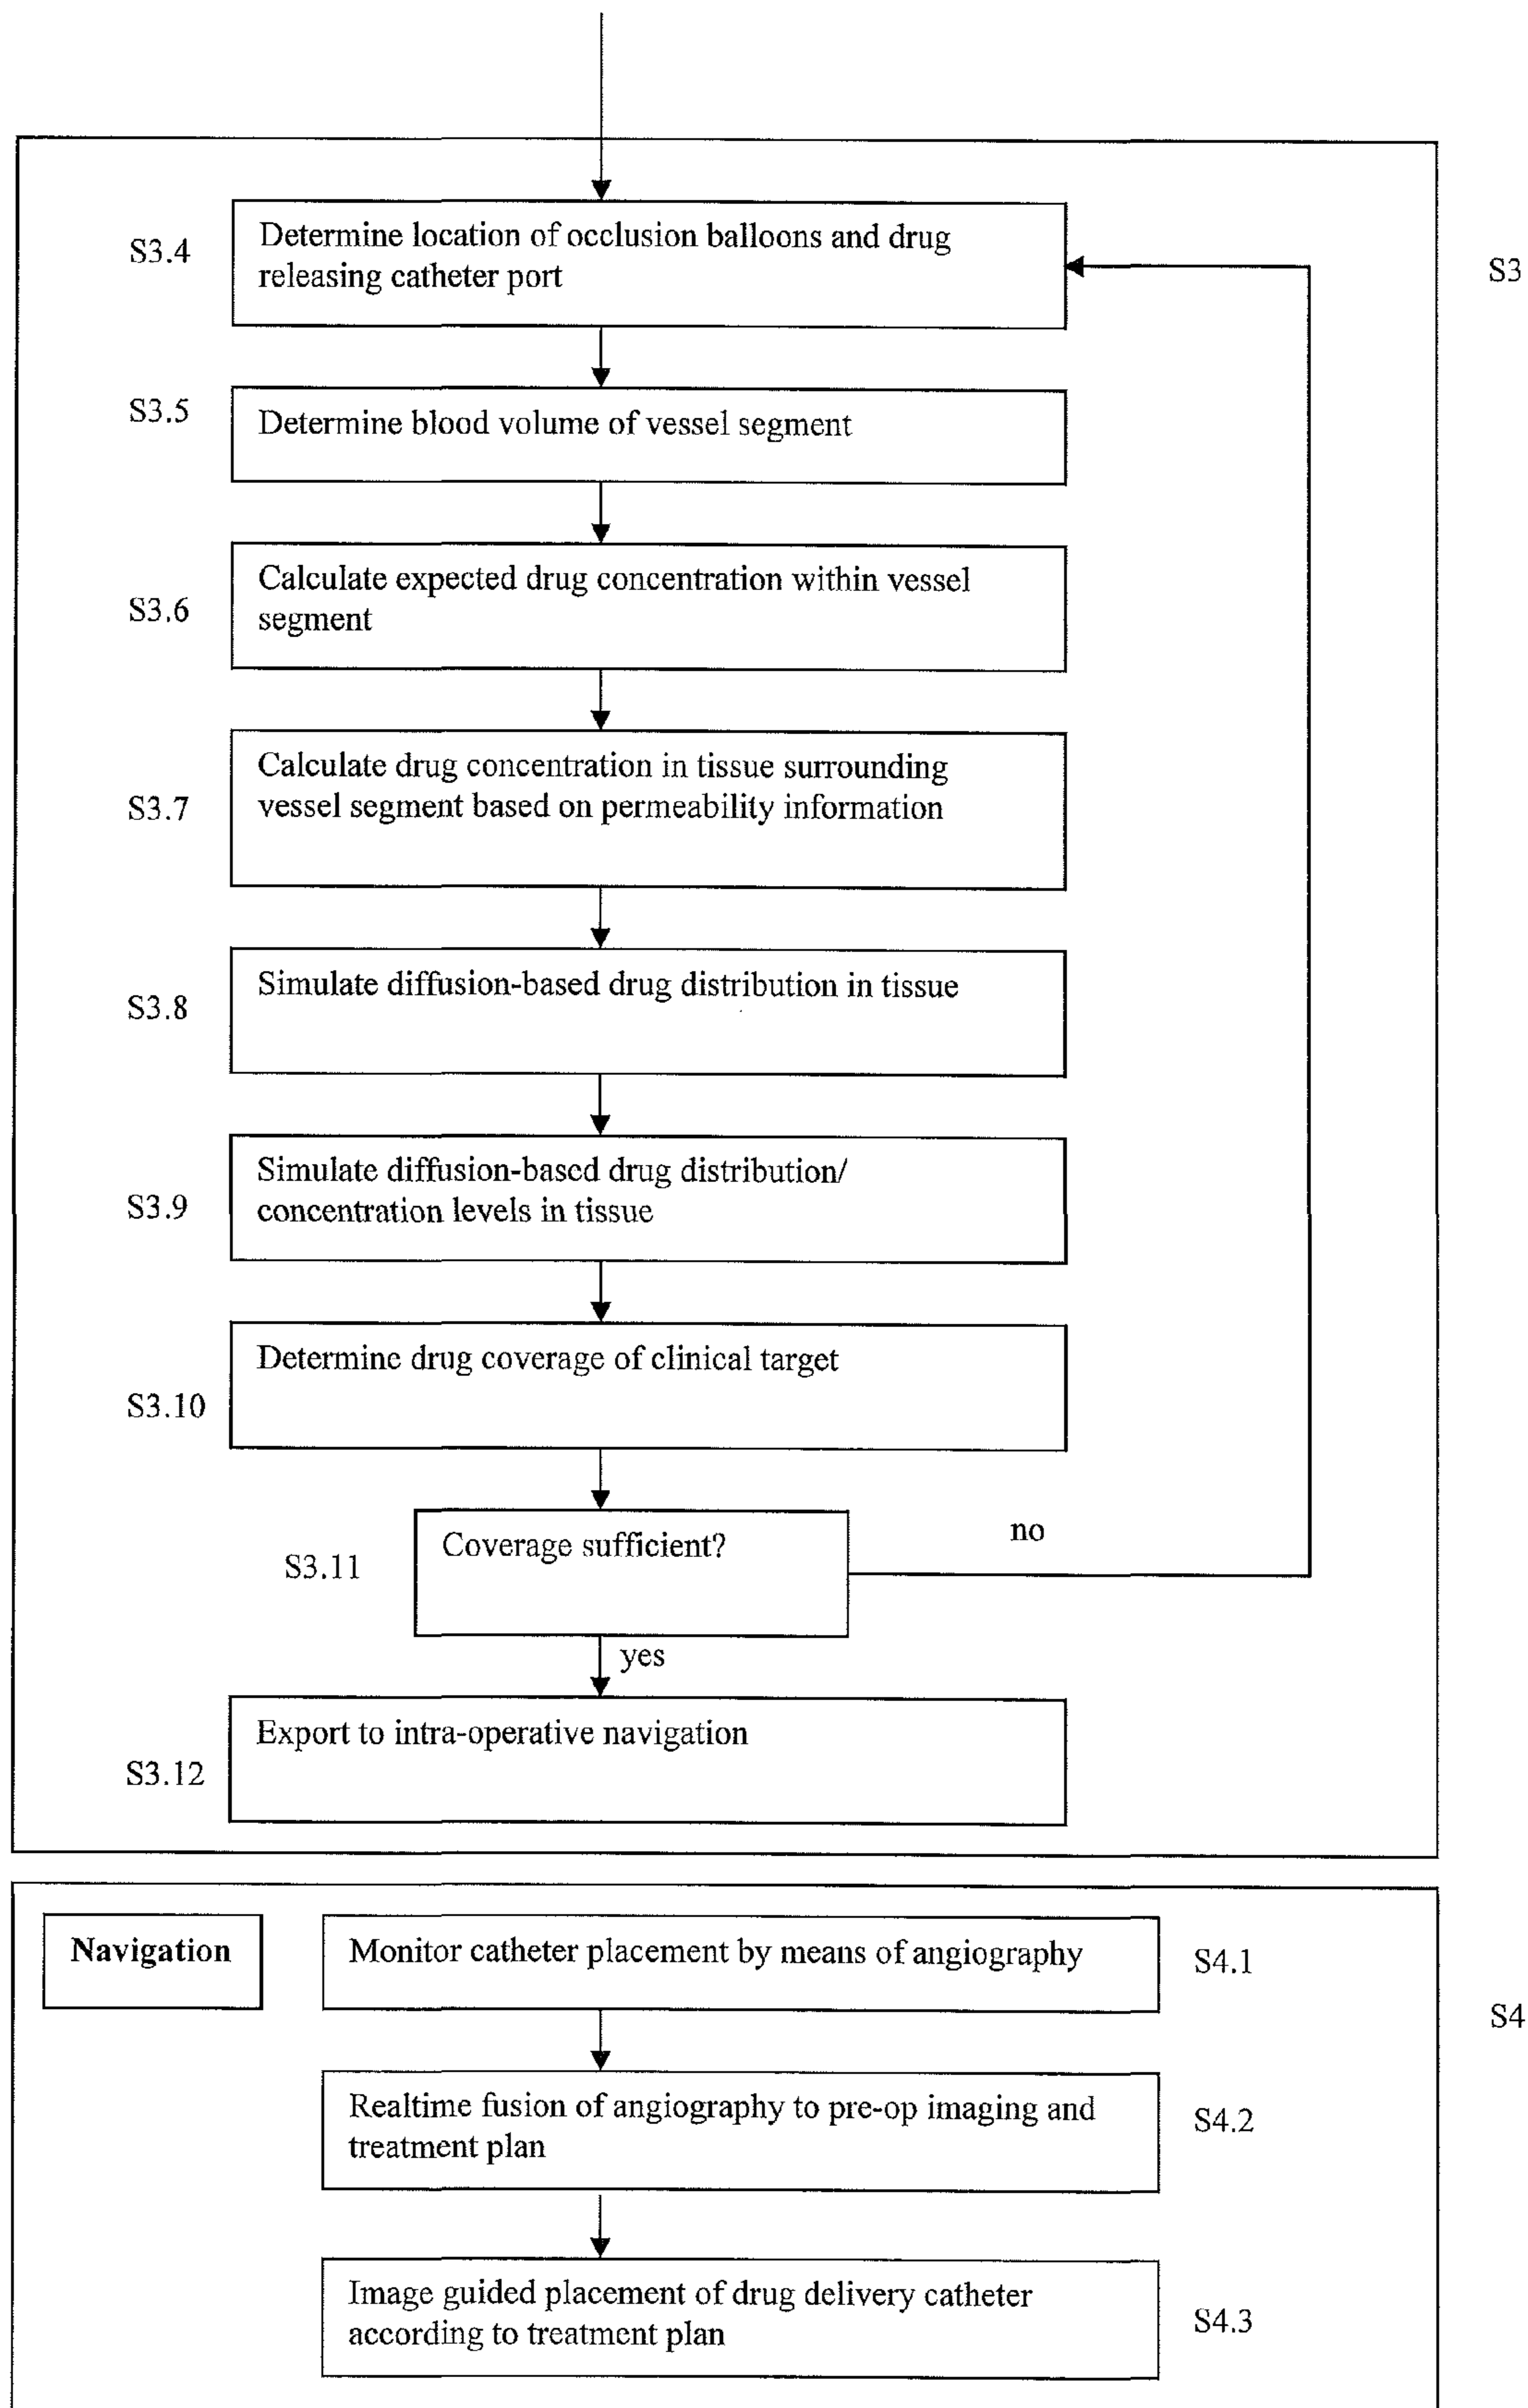 S3
S3.4
Determine location of occlusion balloons and drug
releasing catheter port
S3.5
Determine blood volume of vessel segment
S3.6
Calculate expected drug concentration within vessel
segment
S3.7
Calculate drug concentration in tissue surrounding
vessel segment based on permeability information
S3.8
Simulate diffusion-based drug distribution in tissue
S3.9
Simulate diffusion-based drug distribution/
concentration levels in tissue
S3.10
Determine drug coverage of clinical target
S3.11
Coverage sufficient?
no
yes
S3.12
Export to intra-operative navigation
Navigation
Monitor catheter placement by means of angiography
S4.1
S4
Realtime fusion of angiography to pre-op imaging and
treatment plan
S4.2
Image guided placement of drug delivery catheter
according to treatment plan
S4.3